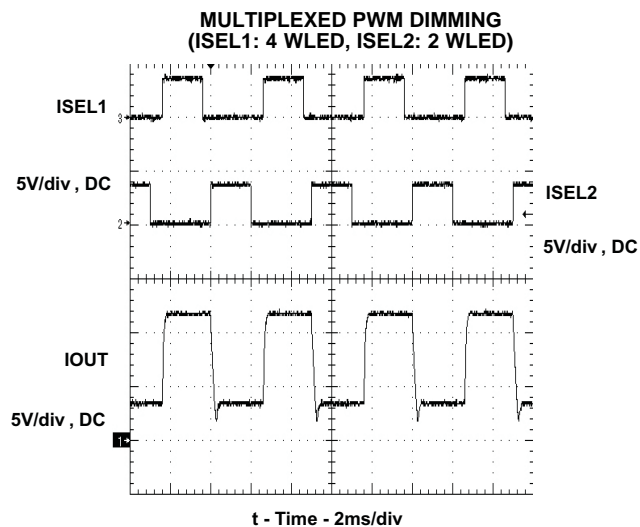 MULTIPLEXED PWM DIMMING
(ISEL1: 4 WLED, ISEL2: 2 WLED)
ISEL1
3
5V/div , DC
ISEL2
2
5V/div , DC
IOUT
5V/div , DC
1
t - Time - 2ms/div